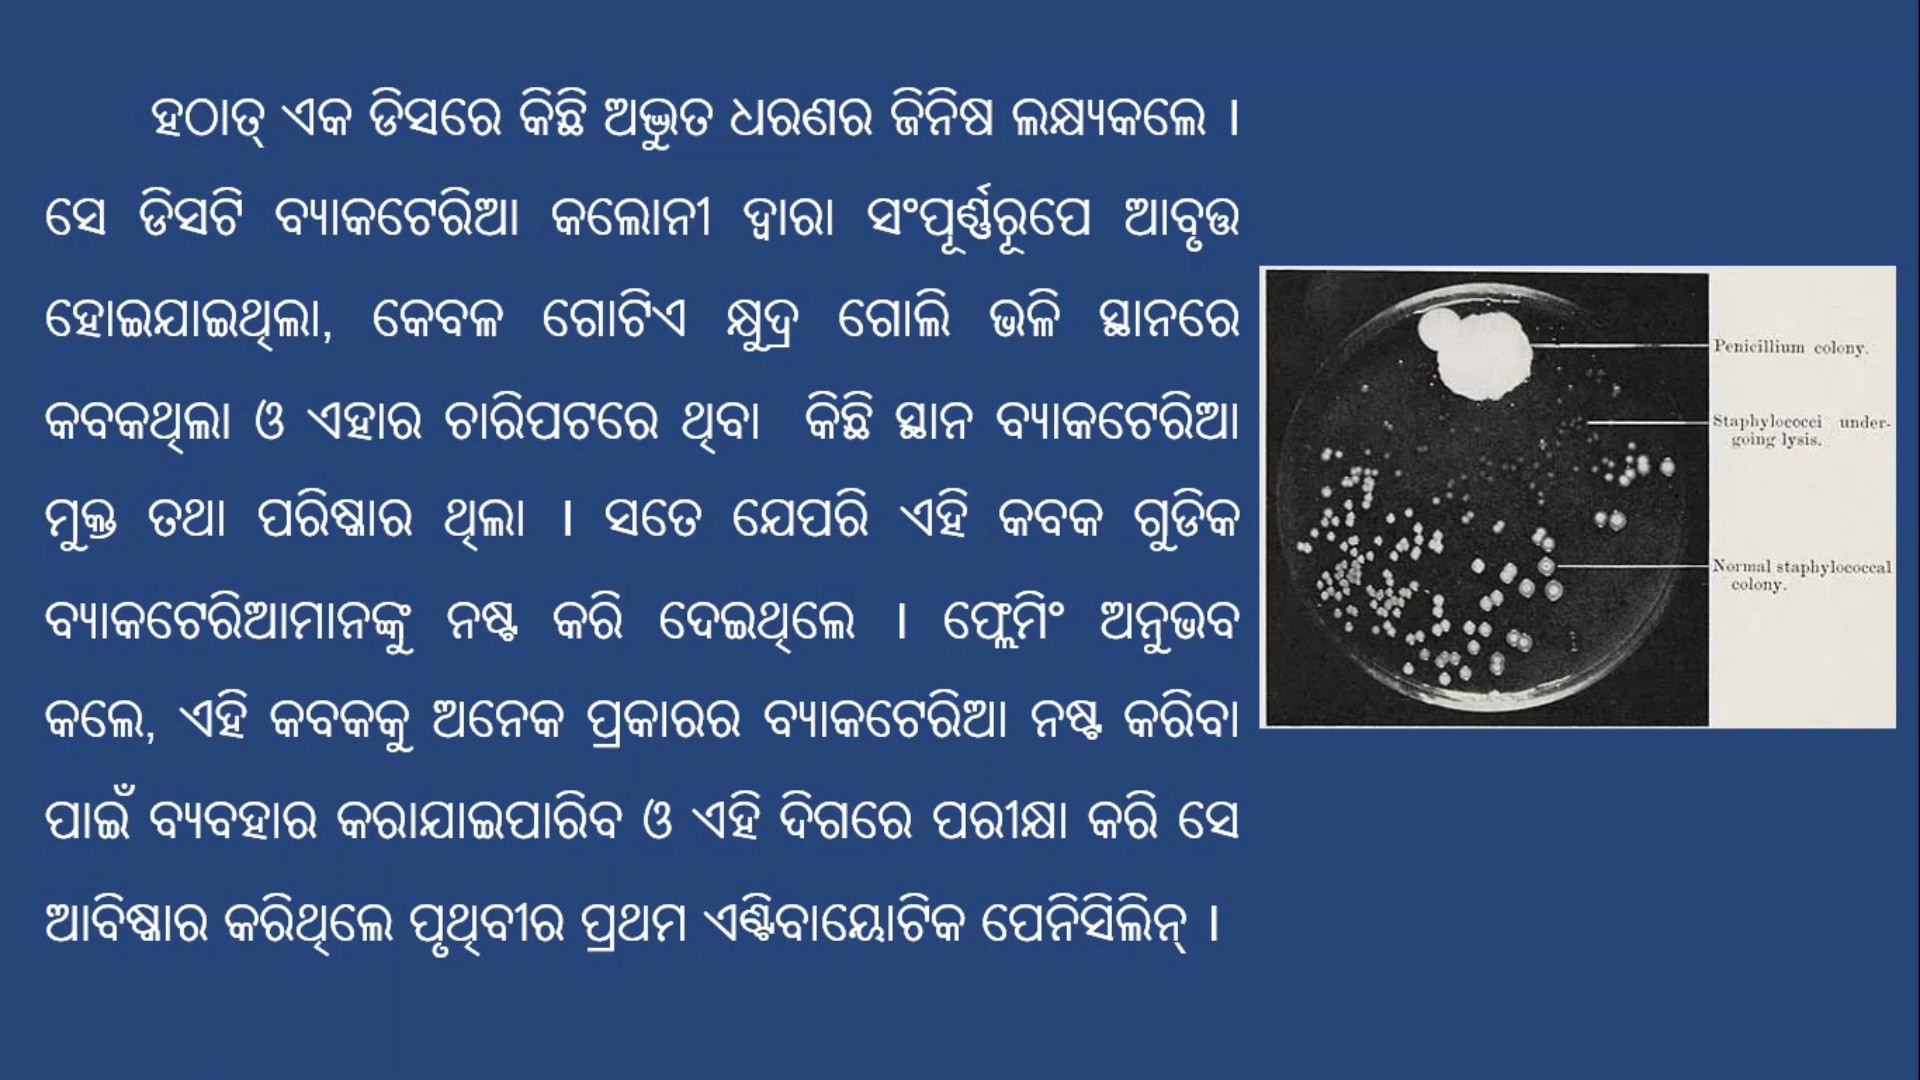 ହଠାତ୍ ଏକ ଡିସରେ କିଛି ଅଦ୍ଭୁତ ଧରଣର ଜିନିଷ ଲକ୍ଷ୍ୟକଲେ ।
ସେ ଡିସଟି ବ୍ୟାକଟେରିଆ କଲୋନୀ ଦ୍ୱାରା ସଂପୂର୍ଣ୍ଣରୂପେ ଆବୃତ୍ତ
ହୋଇଯାଇଥିଲା, କେବଳ ଗୋଟିଏ କ୍ଷୁଦ୍ର ଗୋଲି ଭଳି ସ୍ଥାନରେ
କବକଥିଲା ଓ ଏହାର ଚାରିପଟରେ ଥିବା କିଛି ସ୍ଥାନ ବ୍ୟାକଟେରିଆ
ମୁକ୍ତ ତଥା ପରିଷ୍କାର ଥିଲା । ସତେ ଯେପରି ଏହି କବକ ଗୁଡିକ
ବ୍ୟାକଟେରିଆମାନଙ୍କୁ ନଷ୍ଟ କରି ଦେଇଥିଲେ । ଫ୍ଲେମିଂ ଅନୁଭବ
କଲେ, ଏହି କବକକୁ ଅନେକ ପ୍ରକାରର ବ୍ୟାକଟେରିଆ ନଷ୍ଟ କରିବା
ପାଇଁ ବ୍ୟବହାର କରାଯାଇପାରିବ ଓ ଏହି ଦିଗରେ ପରୀକ୍ଷା କରି ସେ
ଆବିଷ୍କାର କରିଥିଲେ ପୃଥିବୀର ପ୍ରଥମ ଏଣ୍ଟିବାୟୋଟିକ ପେନିସିଲିନ୍ ।
Penicillium colony.
Staphylococci under-
going lysis.
Normal staphylococcal
colony.